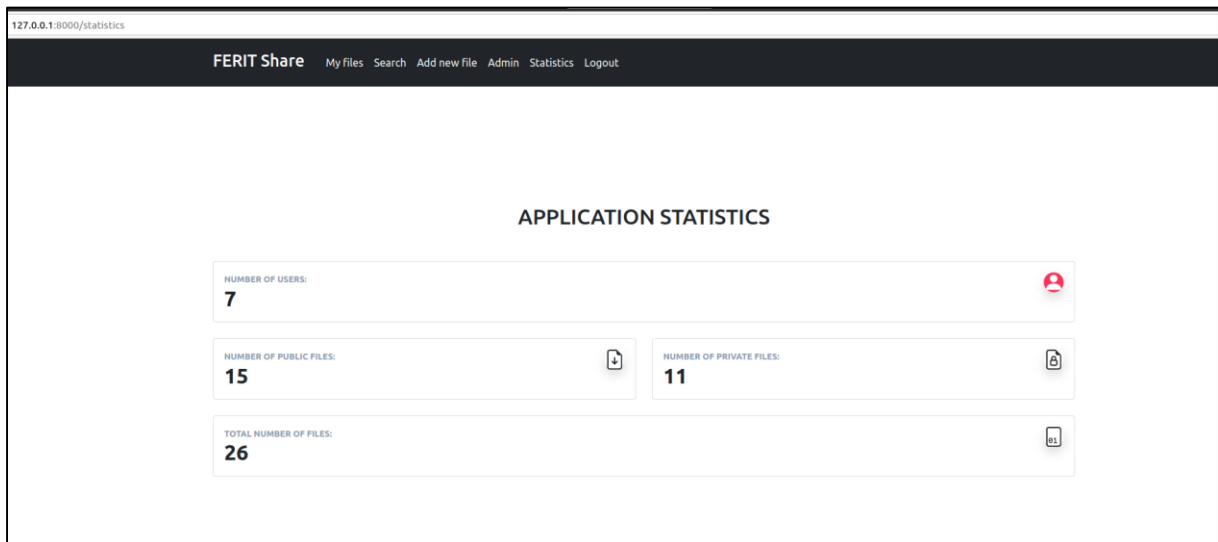 127.0.0.1:8000/statistics
FERIT Share My files Search Add new file Admin Statistics Logout
APPLICATION STATISTICS
NUMBER OF USERS:
7
NUMBER OF PUBLIC FILES:
15
NUMBER OF PRIVATE FILES:
11
TOTAL NUMBER OF FILES:
26
01